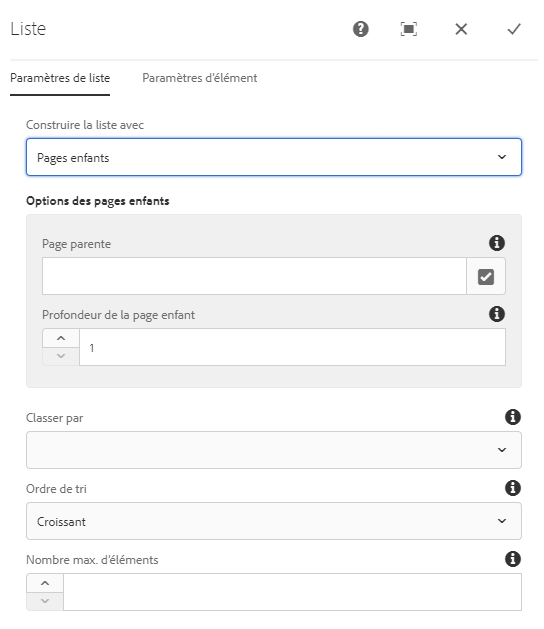 Liste
Paramètres de liste
Paramètres d'élément
Construire la liste avec
Pages enfants
Options des pages enfants
Page parente
Profondeur de la page enfant
1
Classer par
Ordre de tri
Croissant
Nombre max. d'éléments